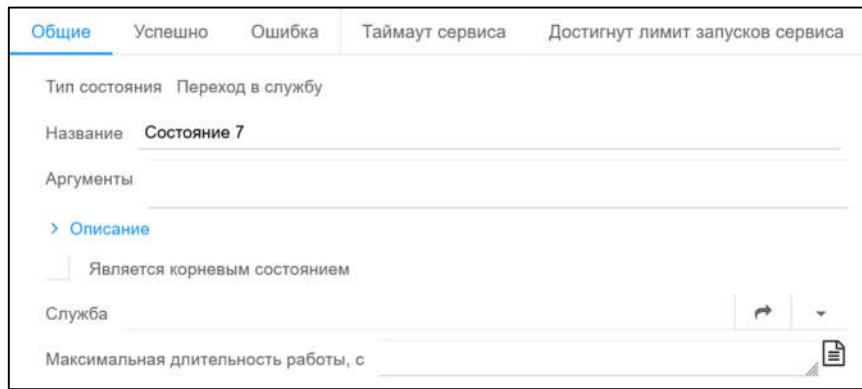 Общие Успешно Ошибка Таймаут сервиса Достигнут лимит запусков сервиса
Тип состояния Переход в службу
Название Состояние 7
Аргументы
Описание
Является корневым состоянием
Служба
Максимальная длительность работы, с